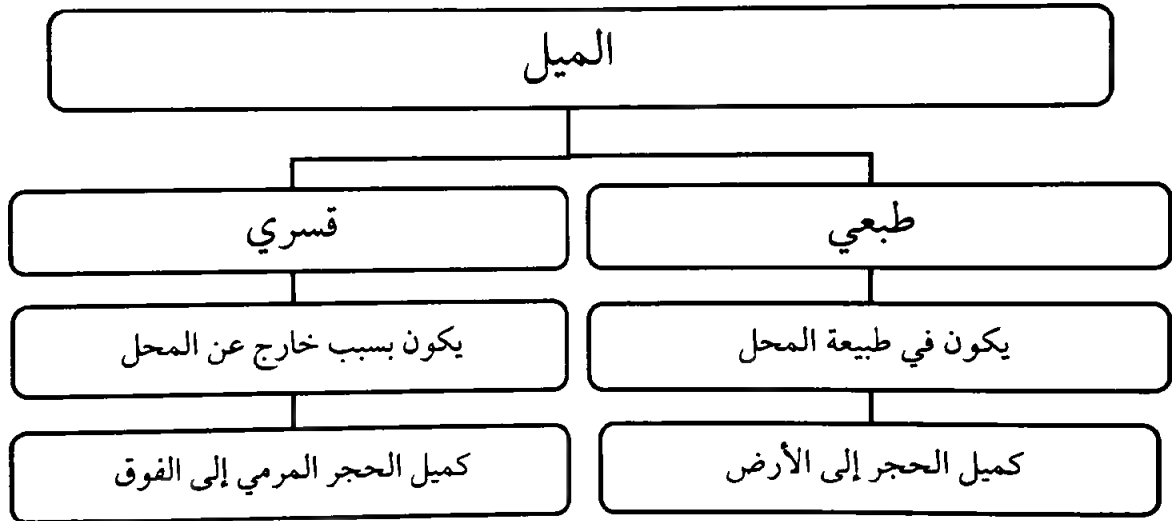 الميل
طبعي
قسري
يكون في طبيعة المحل
يكون بسبب خارج عن المحل
كميل الحجر إلى الأرض
كميل الحجر المرمي إلى الفوق